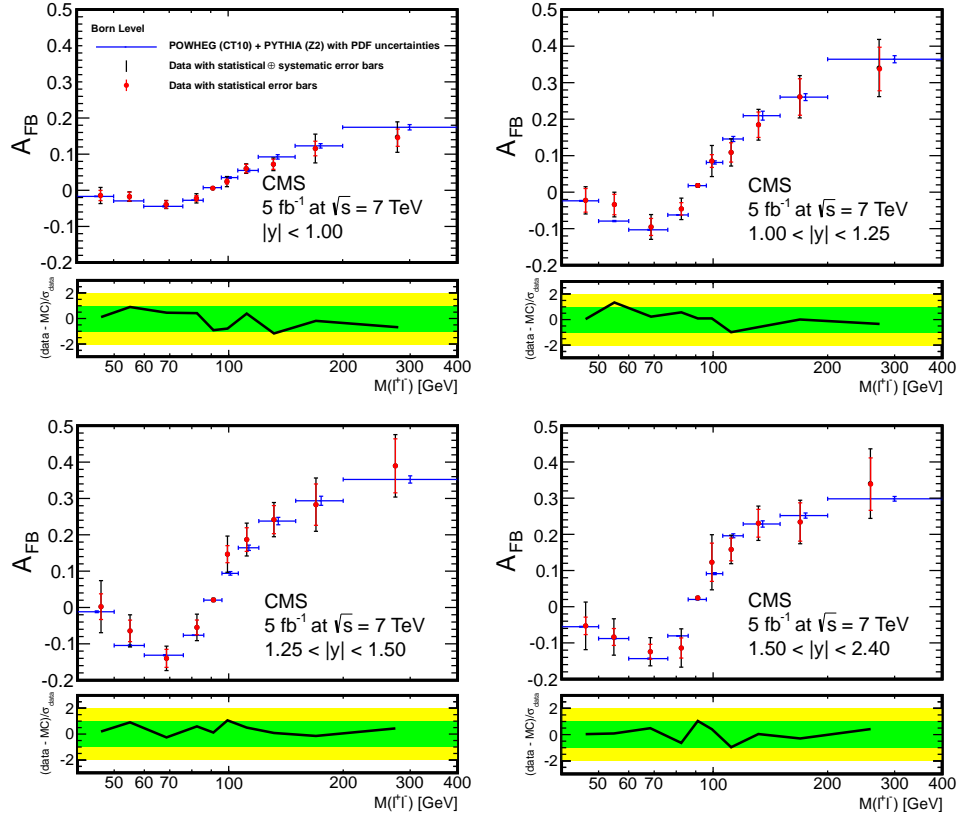 0.5
0.4
0.3
0.2
0.1
0
-0.1
-0.2
A_FB
Born Level
POWHEG (CT10) + PYTHIA (Z2) with PDF uncertainties
Data with statistical ⊕ systematic error bars
Data with statistical error bars
CMS
5 fb⁻¹ at √s = 7 TeV
|y| < 1.00
(data - MC)/σ_data
2
0
-2
50 60 70 100 200 300 400
M(l⁺l⁻) [GeV]
0.5
0.4
0.3
0.2
0.1
0
-0.1
-0.2
A_FB
CMS
5 fb⁻¹ at √s = 7 TeV
1.00 < |y| < 1.25
(data - MC)/σ_data
2
0
-2
50 60 70 100 200 300 400
M(l⁺l⁻) [GeV]
0.5
0.4
0.3
0.2
0.1
0
-0.1
-0.2
A_FB
CMS
5 fb⁻¹ at √s = 7 TeV
1.25 < |y| < 1.50
(data - MC)/σ_data
2
0
-2
50 60 70 100 200 300 400
M(l⁺l⁻) [GeV]
0.5
0.4
0.3
0.2
0.1
0
-0.1
-0.2
A_FB
CMS
5 fb⁻¹ at √s = 7 TeV
1.50 < |y| < 2.40
(data - MC)/σ_data
2
0
-2
50 60 70 100 200 300 400
M(l⁺l⁻) [GeV]